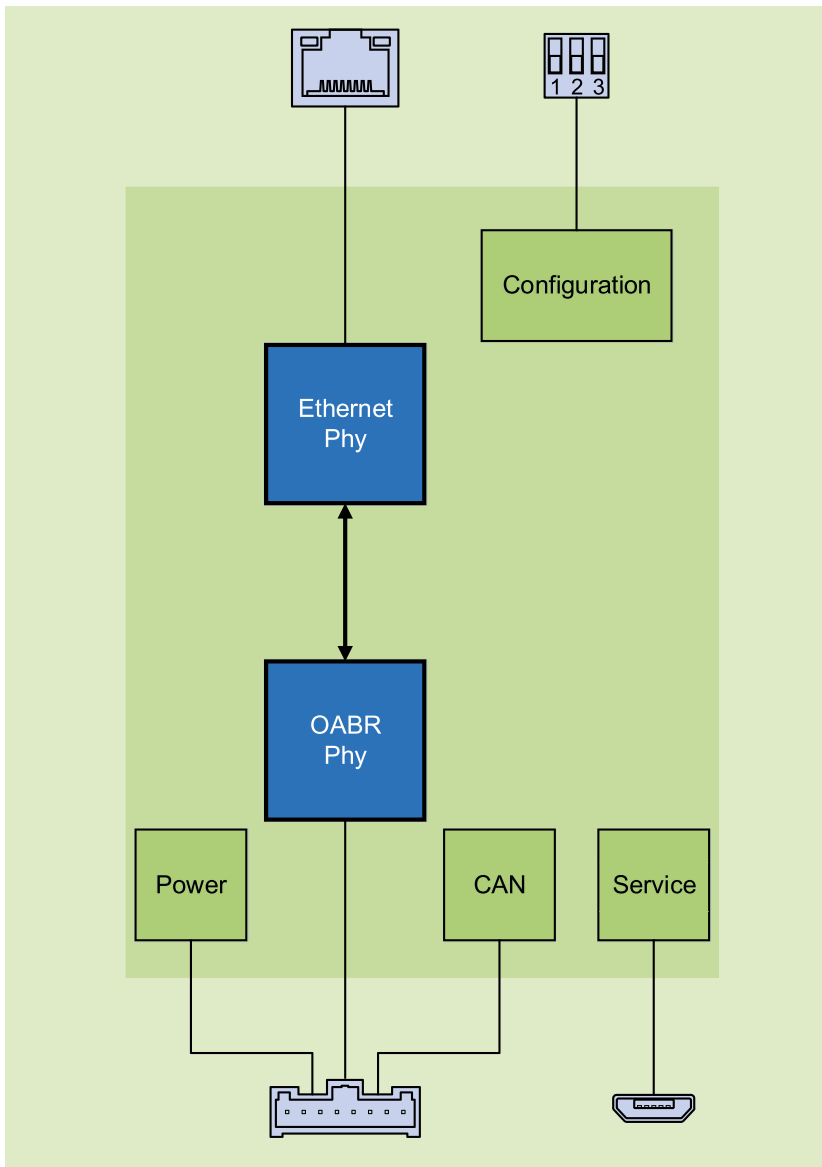 1 2 3
Configuration
Ethernet
Phy
OABR
Phy
Power
CAN
Service